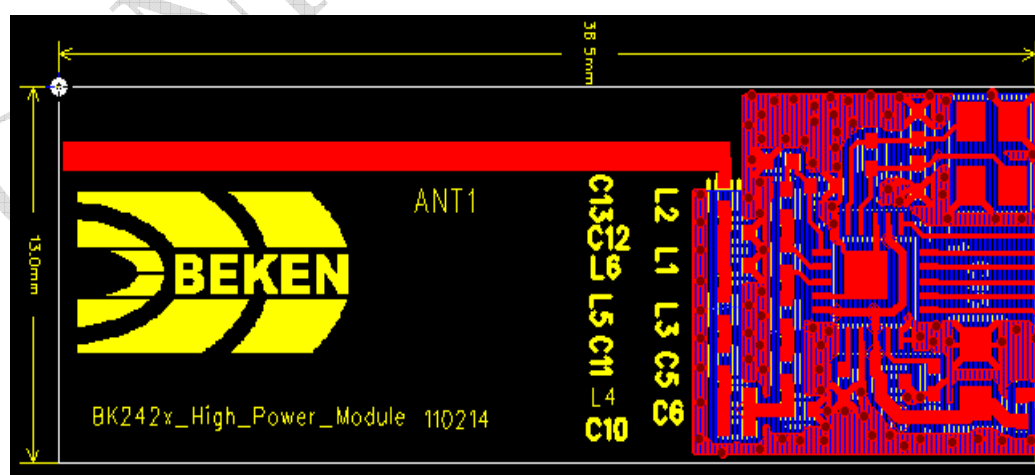 36.5mm
13.0mm
ANT1
BEKEN
C13
C12
L6
L5
C11
L4
C10
L2
L1
L3
C5
C6
BK242x_High_Power_Module 110214